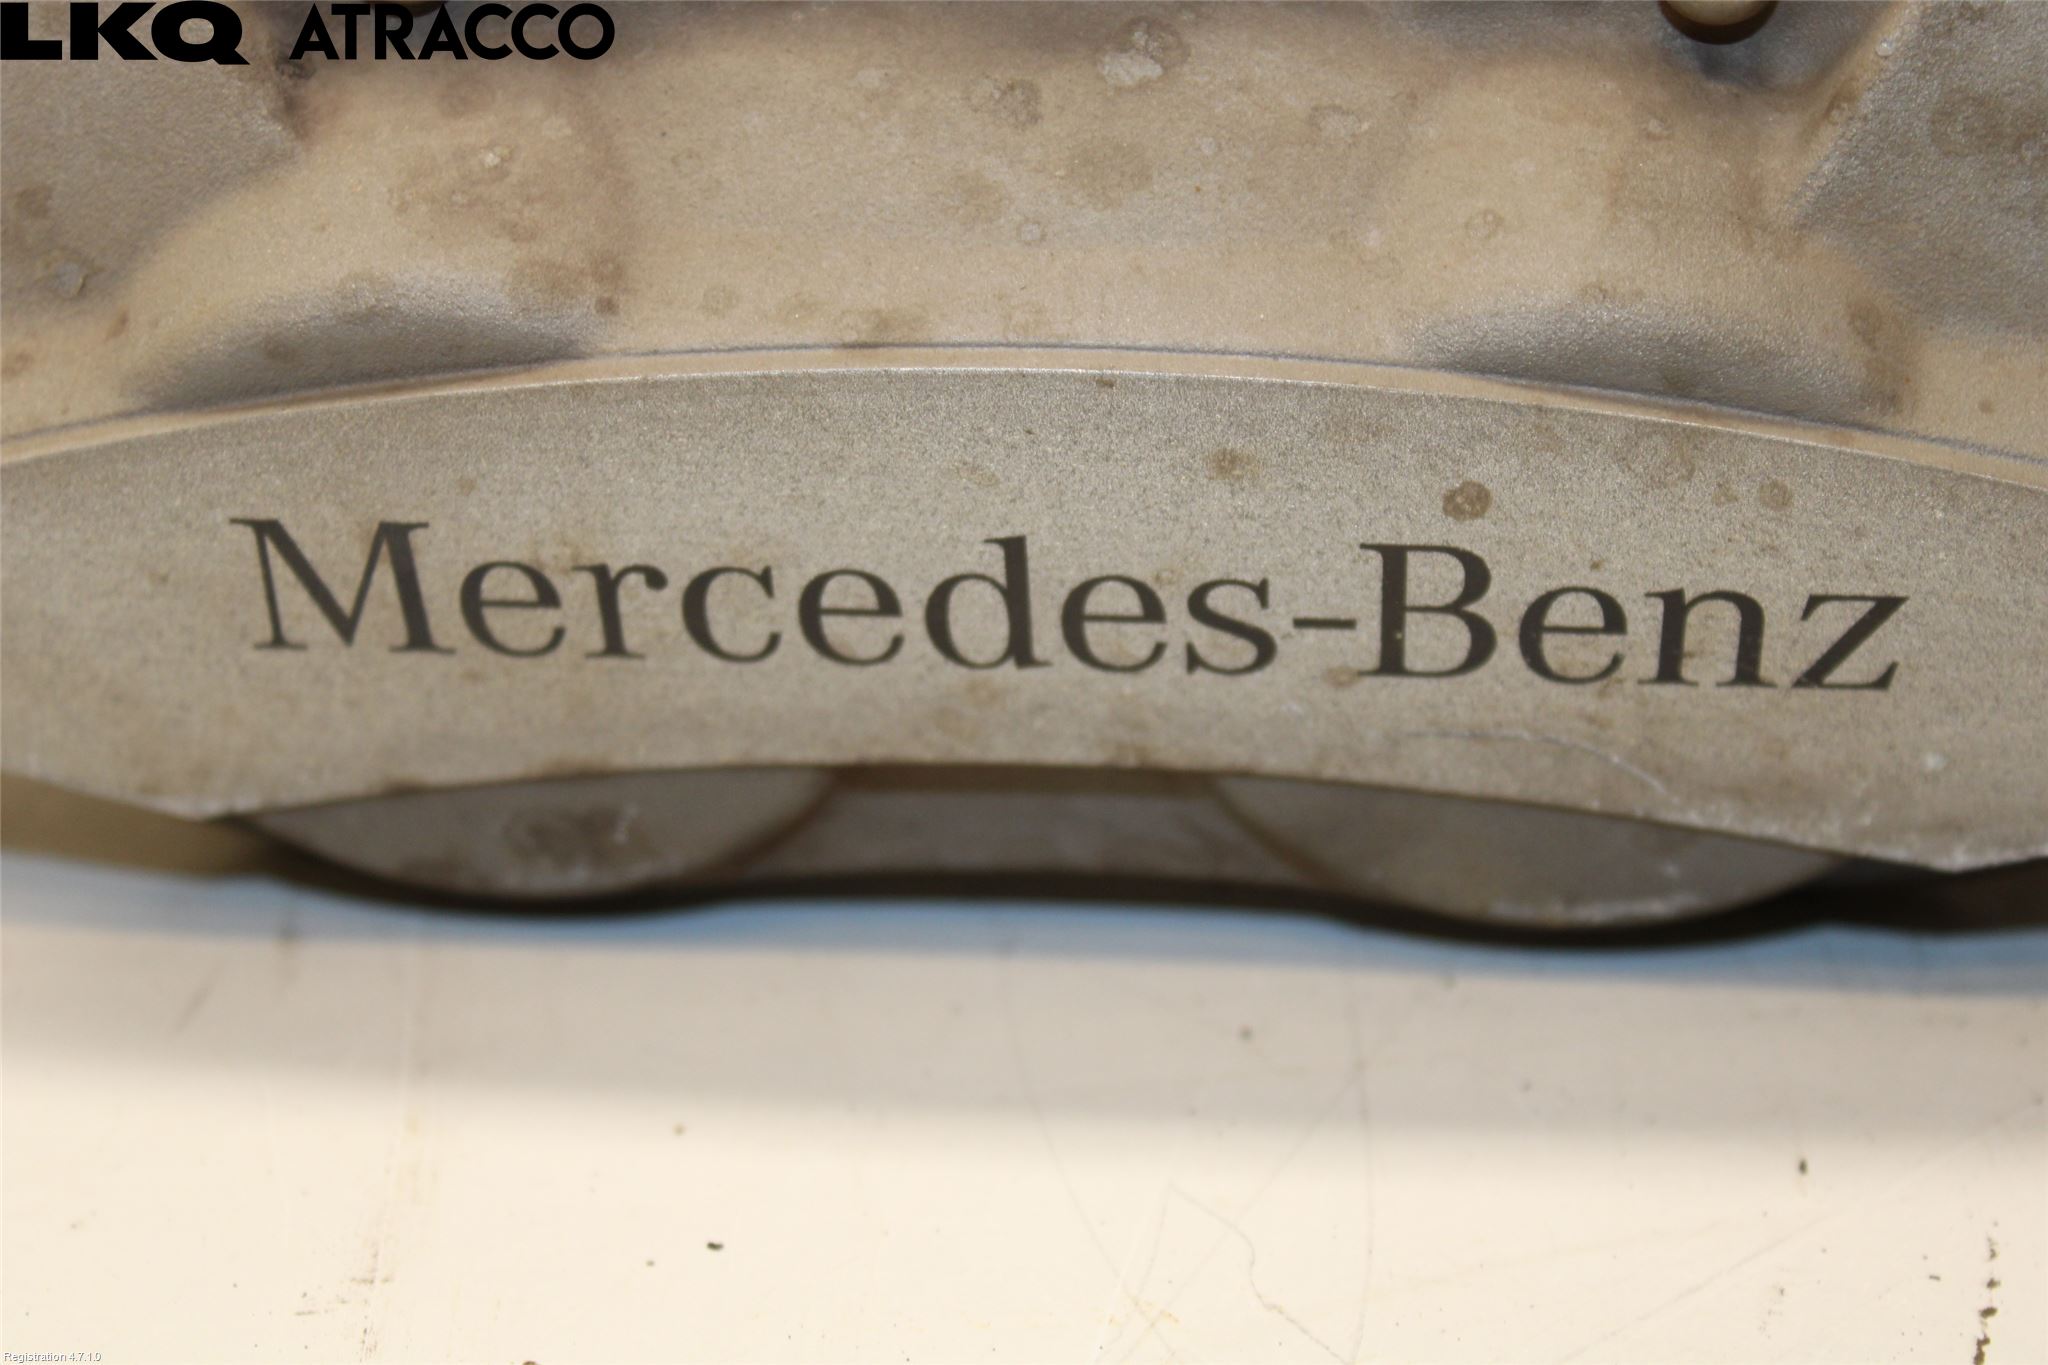 LKQ ATRACCO
Mercedes-Benz
Registration 4.7.1.0